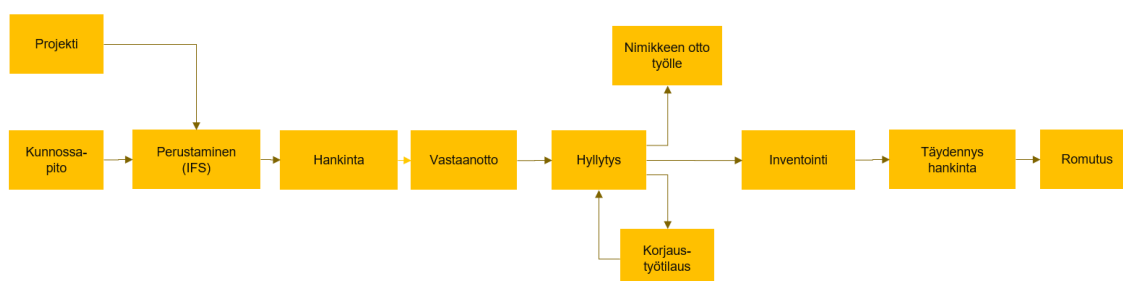 Projekti
Nimikkeen otto
työlle
Kunnossa-
pito
Perustaminen
(IFS)
Hankinta
Vastaanotto
Hyllytys
Inventointi
Täydennys
hankinta
Romutus
Korjaus-
työtilaus